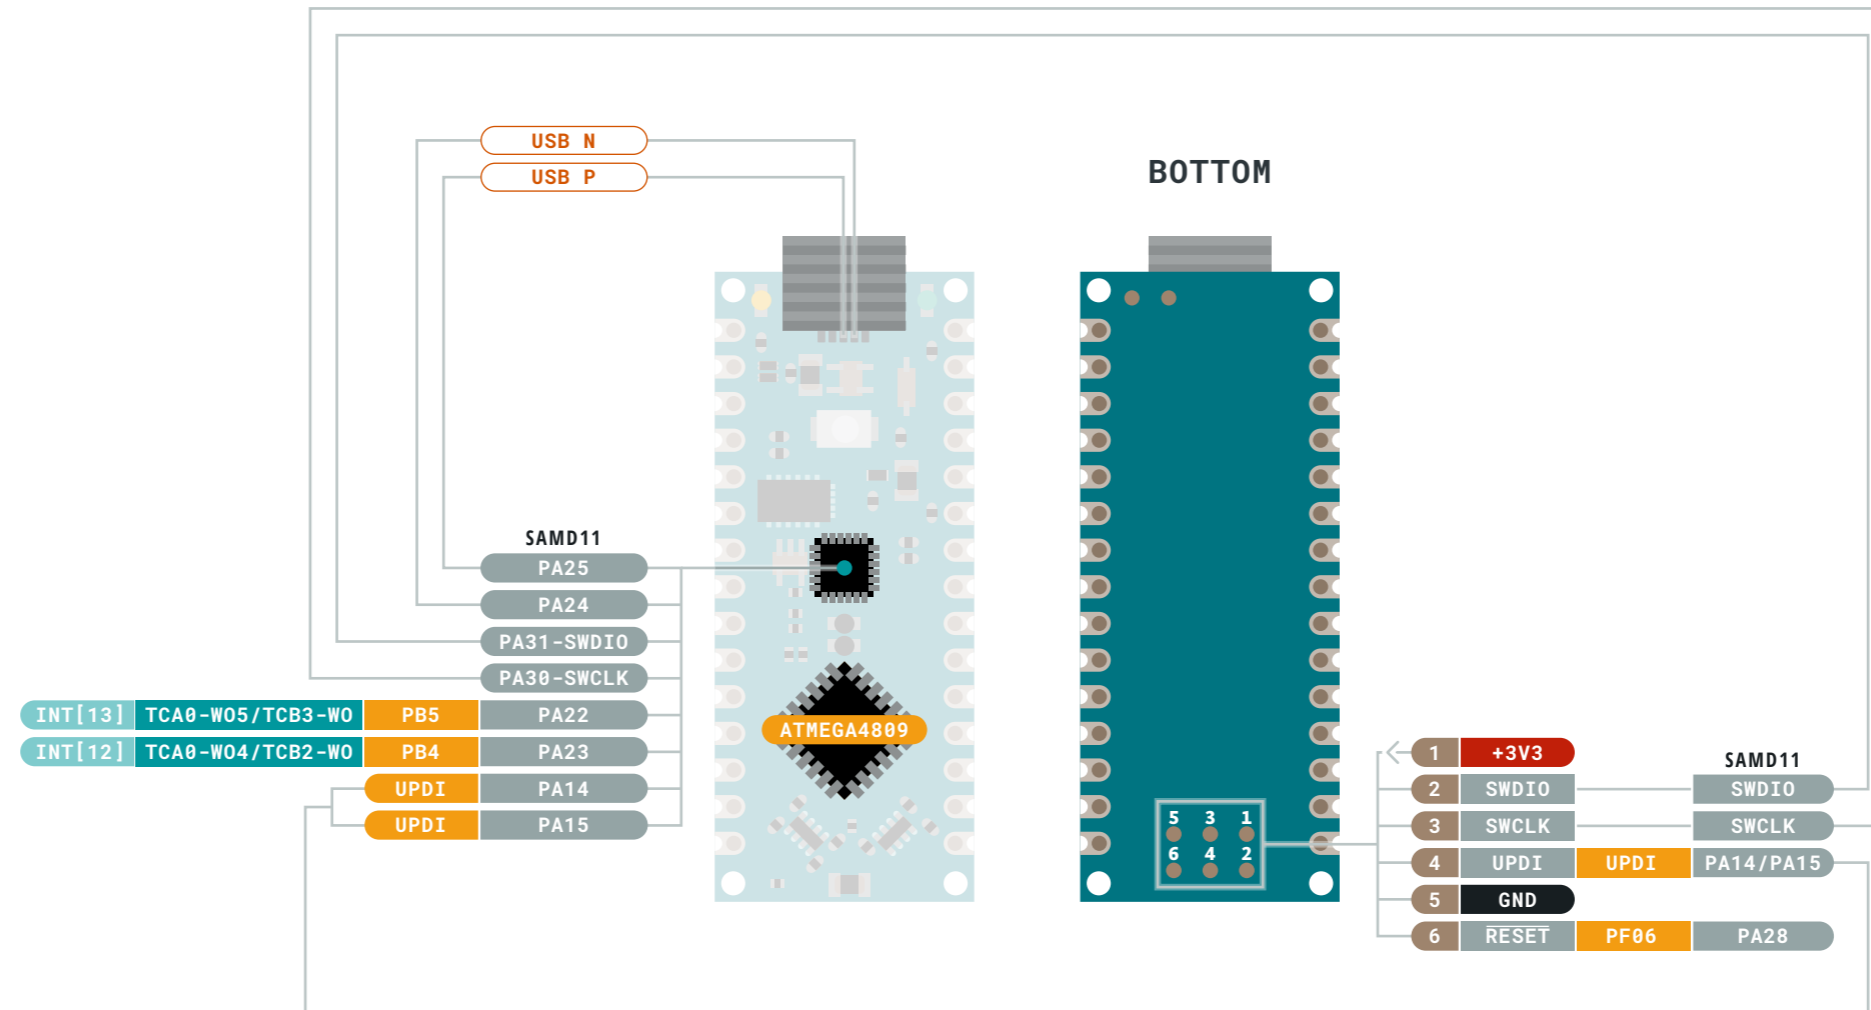 USB N
USB P
BOTTOM
SAMD11
PA25
PA24
PA31-SWDIO
PA30-SWCLK
INT[13] TCA0-WO5/TCB3-WO PB5 PA22
INT[12] TCA0-WO4/TCB2-WO PB4 PA23
UPDI PA14
UPDI PA15
ATMEGA4809
5 3 1
6 4 2
SAMD11
1 +3V3
2 SWDIO SWDIO
3 SWCLK SWCLK
4 UPDI UPDI PA14/PA15
5 GND
6 RESET PF06 PA28